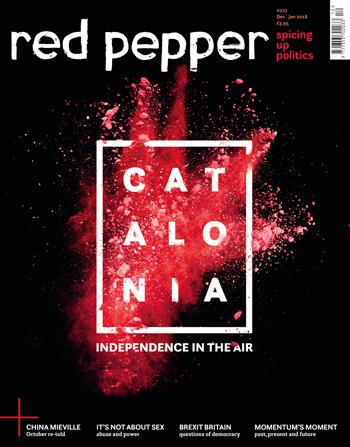 red pepper
#217
Dec | Jan 2018
£3.95
spicing
up
politics
CAT
ALO
NIA
INDEPENDENCE IN THE AIR
CHINA MIEVILLE
October re-told
IT'S NOT ABOUT SEX
abuse and power
BREXIT BRITAIN
questions of democracy
MOMENTUM'S MOMENT
past, present and future